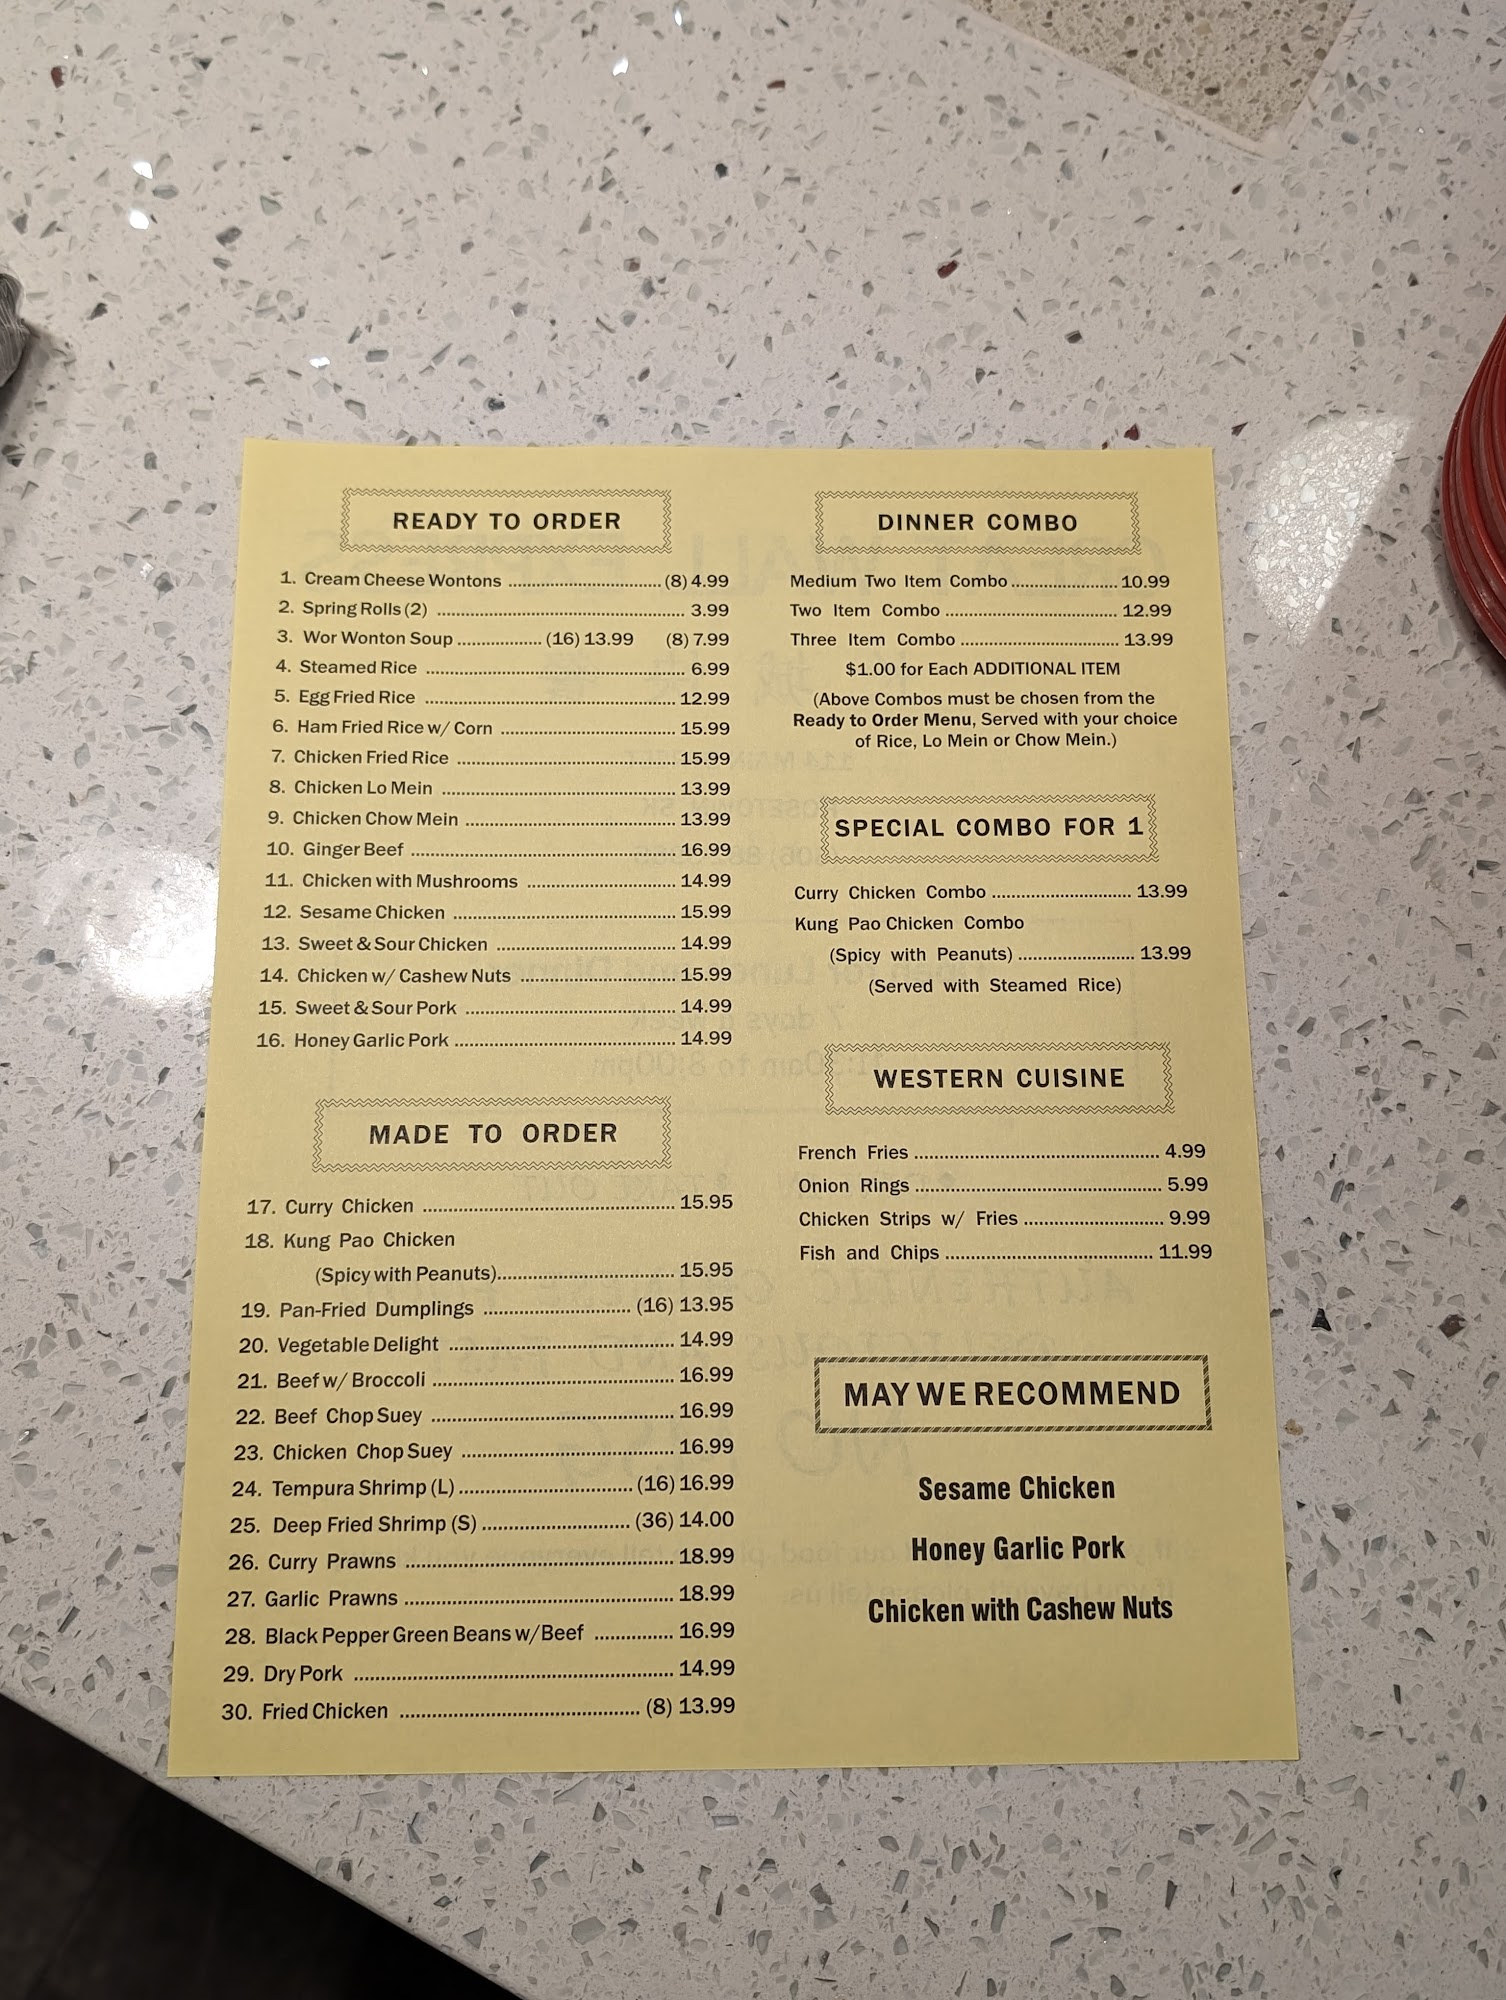 READY TO ORDER
1. Cream Cheese Wontons (8) 4.99
2. Spring Rolls (2) 3.99
3. Wor Wonton Soup (16) 13.99 (8) 7.99
4. Steamed Rice 6.99
5. Egg Fried Rice 12.99
6. Ham Fried Rice w/ Corn 15.99
7. Chicken Fried Rice 15.99
8. Chicken Lo Mein 13.99
9. Chicken Chow Mein 13.99
10. Ginger Beef 16.99
11. Chicken with Mushrooms 14.99
12. Sesame Chicken 15.99
13. Sweet & Sour Chicken 14.99
14. Chicken w/ Cashew Nuts 15.99
15. Sweet & Sour Pork 14.99
16. Honey Garlic Pork 14.99
MADE TO ORDER
17. Curry Chicken 15.95
18. Kung Pao Chicken
(Spicy with Peanuts) 15.95
19. Pan-Fried Dumplings (16) 13.95
20. Vegetable Delight 14.99
21. Beef w/ Broccoli 16.99
22. Beef Chop Suey 16.99
23. Chicken Chop Suey 16.99
24. Tempura Shrimp (L) (16) 16.99
25. Deep Fried Shrimp (S) (36) 14.00
26. Curry Prawns 18.99
27. Garlic Prawns 18.99
28. Black Pepper Green Beans w/Beef 16.99
29. Dry Pork 14.99
30. Fried Chicken (8) 13.99
DINNER COMBO
Medium Two Item Combo 10.99
Two Item Combo 12.99
Three Item Combo 13.99
$1.00 for Each ADDITIONAL ITEM
(Above Combos must be chosen from the
Ready to Order Menu, Served with your choice
of Rice, Lo Mein or Chow Mein.)
SPECIAL COMBO FOR 1
Curry Chicken Combo 13.99
Kung Pao Chicken Combo
(Spicy with Peanuts) 13.99
(Served with Steamed Rice)
WESTERN CUISINE
French Fries 4.99
Onion Rings 5.99
Chicken Strips w/ Fries 9.99
Fish and Chips 11.99
MAY WE RECOMMEND
Sesame Chicken
Honey Garlic Pork
Chicken with Cashew Nuts